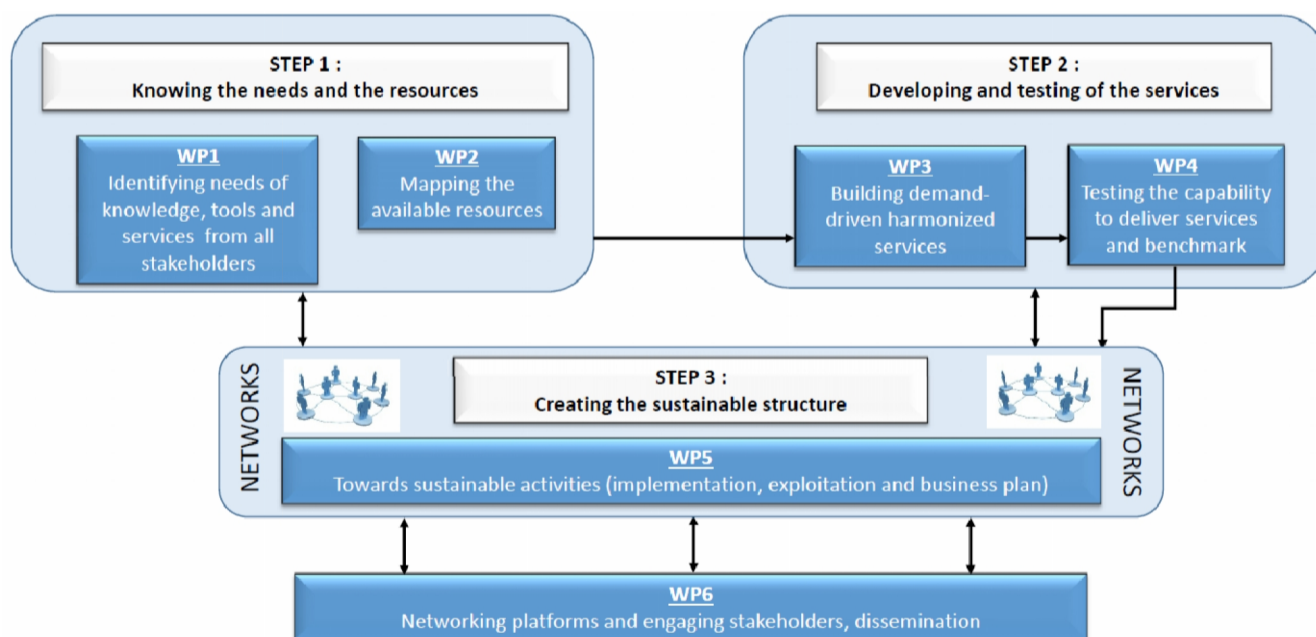 STEP 1 :
Knowing the needs and the resources
WP1
Identifying needs of
knowledge, tools and
services from all
stakeholders
WP2
Mapping the
available resources
STEP 2 :
Developing and testing of the services
WP3
Building demand-
driven harmonized
services
WP4
Testing the capability
to deliver services
and benchmark
NETWORKS
STEP 3 :
Creating the sustainable structure
NETWORKS
WP5
Towards sustainable activities (implementation, exploitation and business plan)
WP6
Networking platforms and engaging stakeholders, dissemination